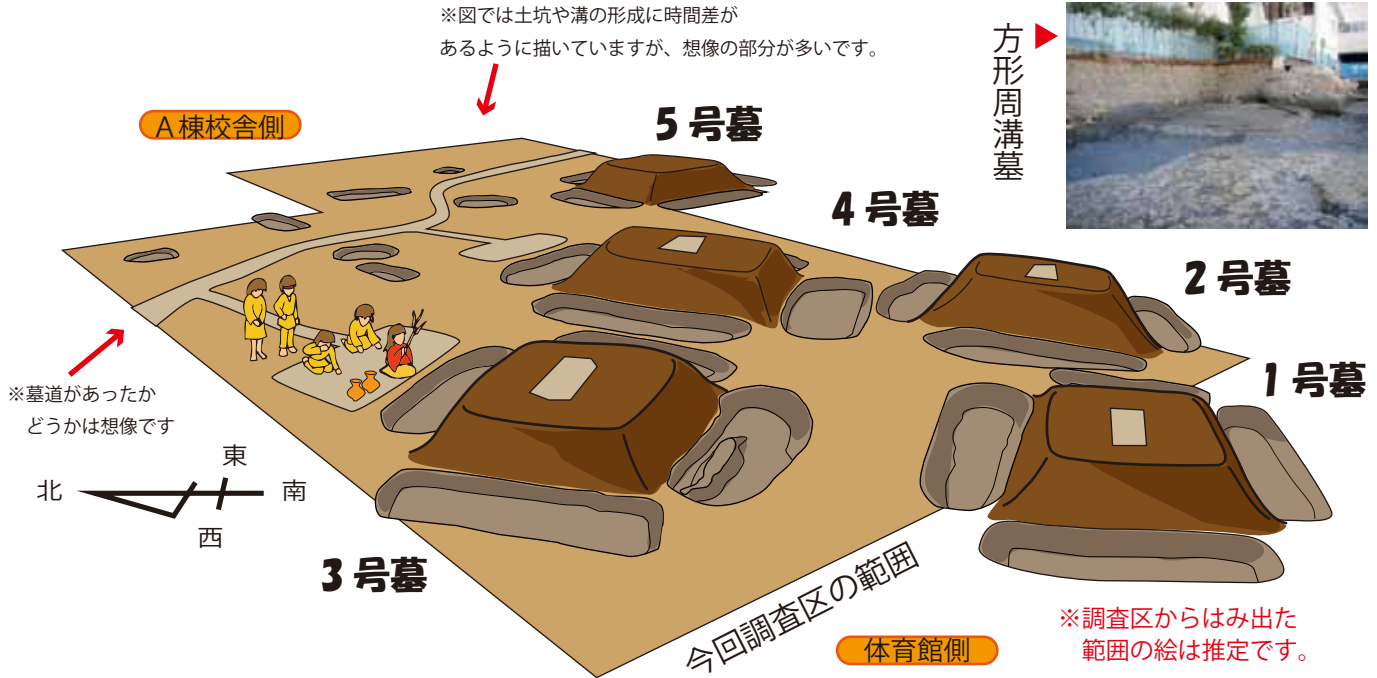 ※図では土坑や溝の形成に時間差が
あるように描いていますが、想像の部分が多いです。
方形周溝墓
A棟校舎側
5号墓
4号墓
2号墓
1号墓
※墓道があったか
どうかは想像です
北
東
南
西
3号墓
今回調査区の範囲
体育館側
※調査区からはみ出た
範囲の絵は推定です。